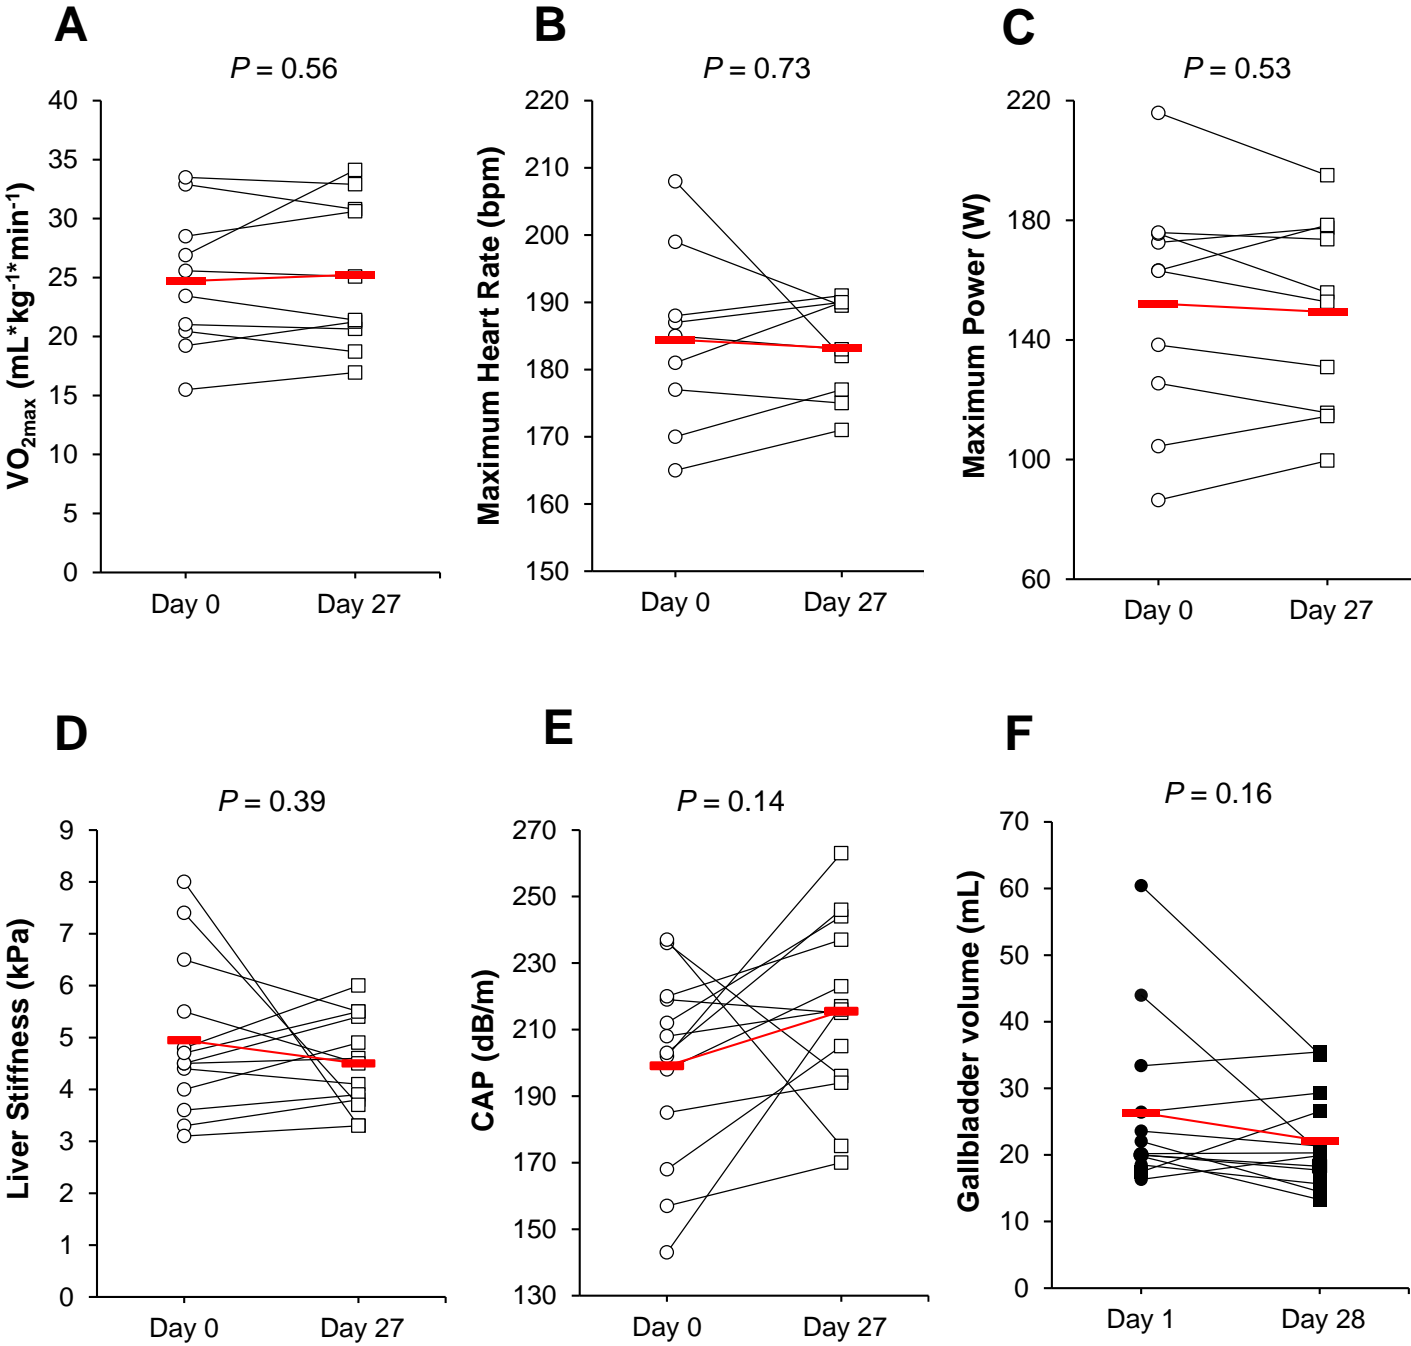 A
P = 0.56
VO2max (mL*kg-1*min-1)
40
35
30
25
20
15
10
5
0
Day 0 Day 27
B
P = 0.73
Maximum Heart Rate (bpm)
220
210
200
190
180
170
160
150
Day 0 Day 27
C
P = 0.53
Maximum Power (W)
220
180
140
100
60
Day 0 Day 27
D
P = 0.39
Liver Stiffness (kPa)
9
8
7
6
5
4
3
2
1
0
Day 0 Day 27
E
P = 0.14
CAP (dB/m)
270
250
230
210
190
170
150
130
Day 0 Day 27
F
P = 0.16
Gallbladder volume (mL)
70
60
50
40
30
20
10
0
Day 1 Day 28